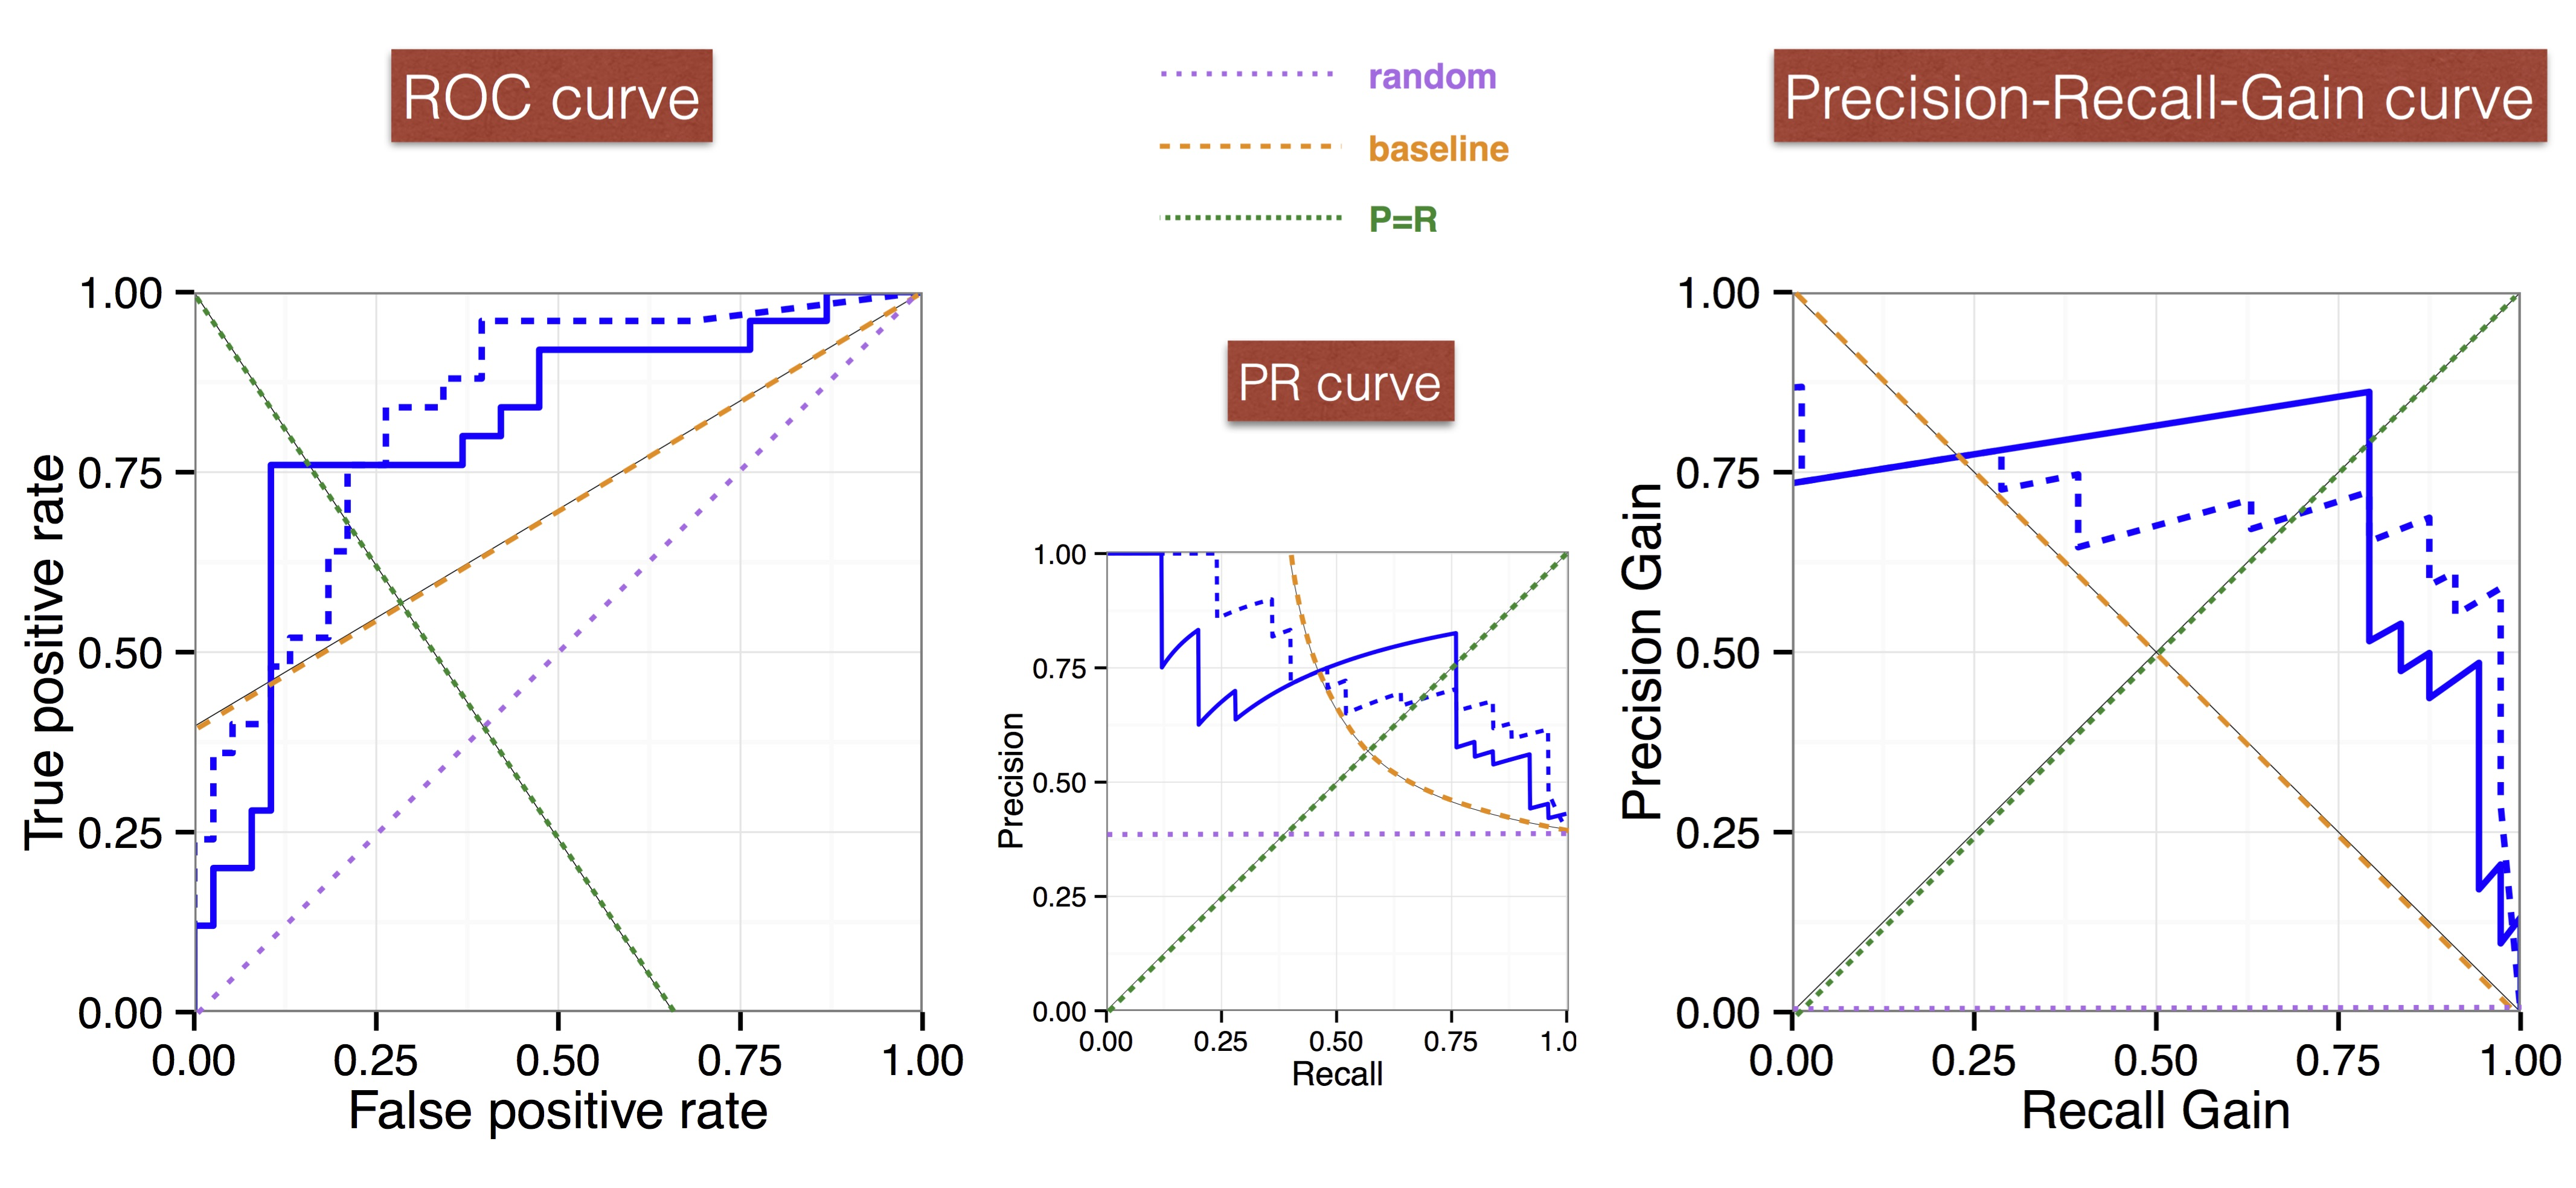 ROC curve
random
baseline
P=R
Precision-Recall-Gain curve
True positive rate
1.00
0.75
0.50
0.25
0.00
0.00 0.25 0.50 0.75 1.00
False positive rate
PR curve
Precision
1.00
0.75
0.50
0.25
0.00
0.00 0.25 0.50 0.75 1.0
Recall
Precision Gain
1.00
0.75
0.50
0.25
0.00
0.00 0.25 0.50 0.75 1.00
Recall Gain